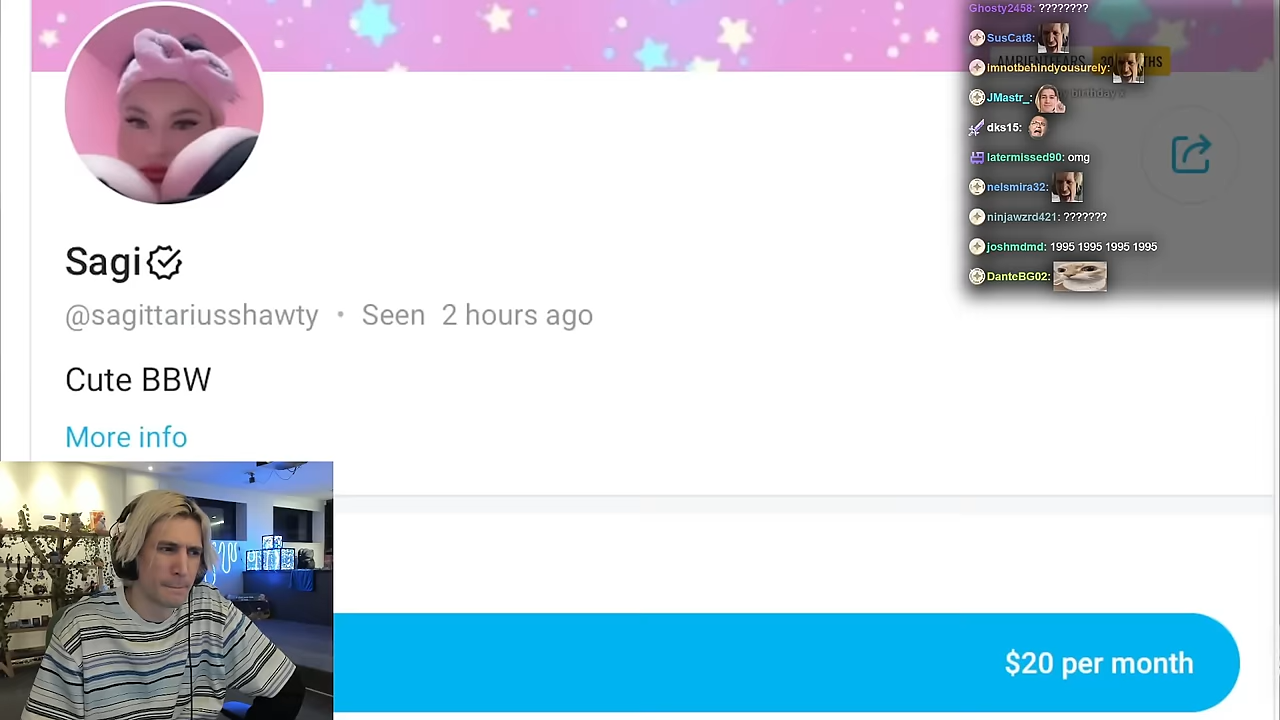 Sagi
@sagittariusshawty • Seen 2 hours ago
Cute BBW
More info
$20 per month
Ghosty2458: ????????
SusCat8:
Imnotbehindyousurely:
JMastr_:
birthday
dks15:
latermissed90: omg
nelsmira32:
ninjawzrd421: ???????
joshmdmd: 1995 1995 1995 1995
DanteBG02: